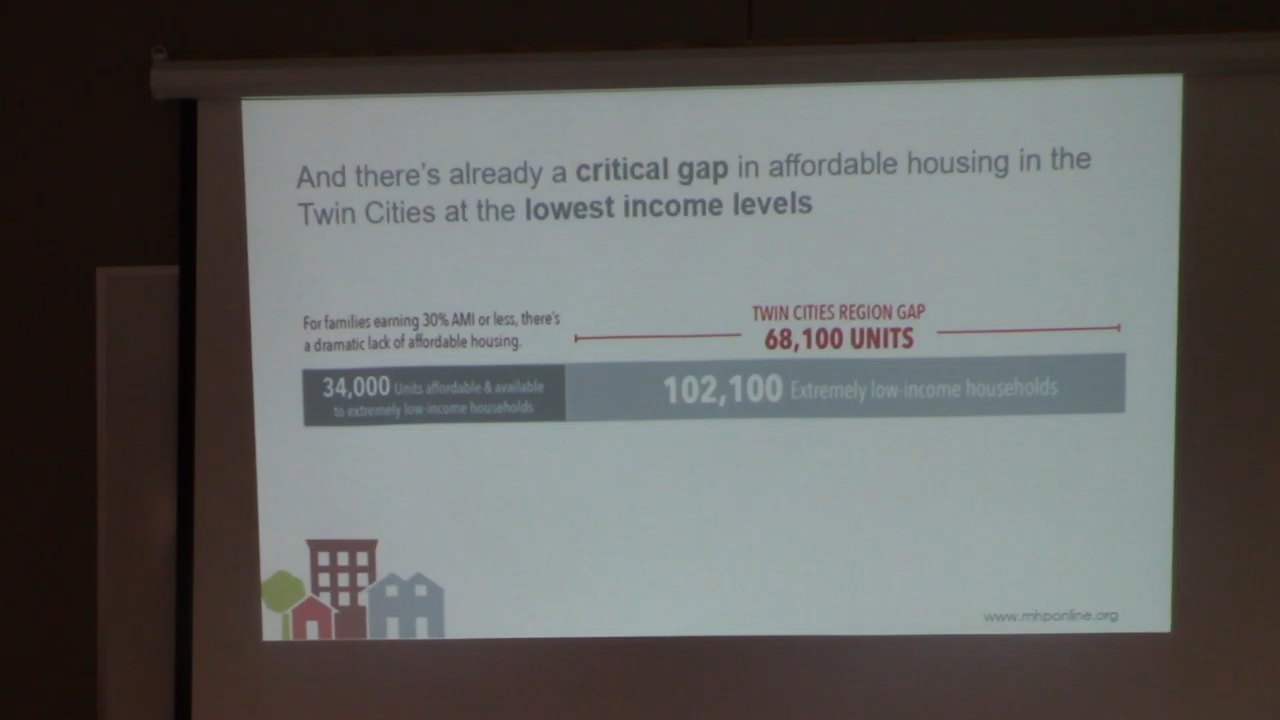 And there's already a critical gap in affordable housing in the
Twin Cities at the lowest income levels
For families earning 30% AMI or less, there's
a dramatic lack of affordable housing.
TWIN CITIES REGION GAP
68,100 UNITS
34,000 Units affordable & available
to extremely low-income households
102,100 Extremely low-income households
www.mhponline.org